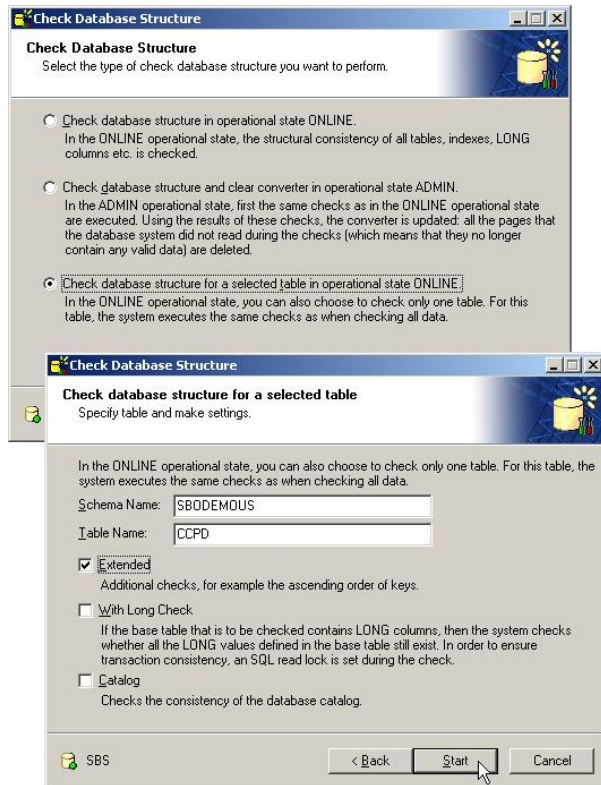 Check Database Structure
Check Database Structure
Select the type of check database structure you want to perform.
Check database structure in operational state ONLINE.
In the ONLINE operational state, the structural consistency of all tables, indexes, LONG
columns etc. is checked.
Check database structure and clear converter in operational state ADMIN.
In the ADMIN operational state, first the same checks as in the ONLINE operational state
are executed. Using the results of these checks, the converter is updated: all the pages that
the database system did not read during the checks (which means that they no longer
contain any valid data) are deleted.
Check database structure for a selected table in operational state ONLINE.
In the ONLINE operational state, you can also choose to check only one table. For this
table, the system executes the same checks as when checking all data.
Check Database Structure
Check database structure for a selected table
Specify table and make settings.
In the ONLINE operational state, you can also choose to check only one table. For this table, the
system executes the same checks as when checking all data.
Schema Name: SBODEMOUS
Table Name: CCPD
Extended
Additional checks, for example the ascending order of keys.
With Long Check
If the base table that is to be checked contains LONG columns, then the system checks
whether all the LONG values defined in the base table still exist. In order to ensure
transaction consistency, an SQL read lock is set during the check.
Catalog
Checks the consistency of the database catalog.
SBS
< Back Start Cancel